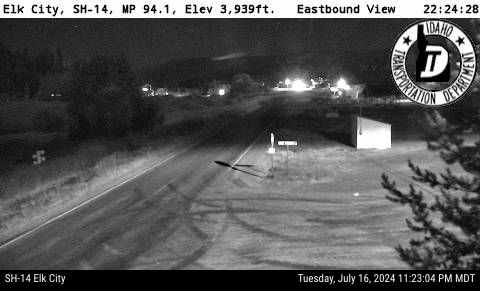 Elk City, SH-14, MP 94.1, Elev 3,939ft. Eastbound View 22:24:28
IDAHO
TRANSPORTATION DEPARTMENT
SH-14 Elk City Tuesday, July 16, 2024 11:23:04 PM MDT